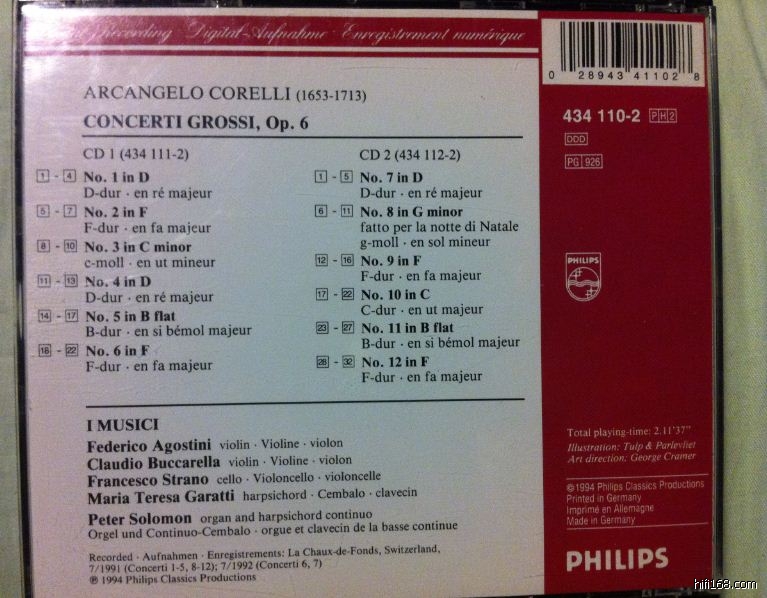 Recording · Digital-Aufnahme · Enregistrement numérique
ARCANGELO CORELLI (1653-1713)
CONCERTI GROSSI, Op. 6
CD 1 (434 111-2)
1 - 4 No. 1 in D
D-dur · en ré majeur
5 - 7 No. 2 in F
F-dur · en fa majeur
8 - 10 No. 3 in C minor
c-moll · en ut mineur
11 - 13 No. 4 in D
D-dur · en ré majeur
14 - 17 No. 5 in B flat
B-dur · en si bémol majeur
18 - 22 No. 6 in F
F-dur · en fa majeur
CD 2 (434 112-2)
1 - 5 No. 7 in D
D-dur · en ré majeur
6 - 11 No. 8 in G minor
fatto per la notte di Natale
g-moll · en sol mineur
12 - 16 No. 9 in F
F-dur · en fa majeur
17 - 22 No. 10 in C
C-dur · en ut majeur
23 - 27 No. 11 in B flat
B-dur · en si bémol majeur
28 - 32 No. 12 in F
F-dur · en fa majeur
I MUSICI
Federico Agostini violin · Violine · violon
Claudio Buccarella violin · Violine · violon
Francesco Strano cello · Violoncello · violoncelle
Maria Teresa Garatti harpsichord · Cembalo · clavecin
Peter Solomon organ and harpsichord continuo
Orgel und Continuo-Cembalo · orgue et clavecin de la basse continue
Recorded · Aufnahmen · Enregistrements: La Chaux-de-Fonds, Switzerland,
7/1991 (Concerti 1-5, 8-12); 7/1992 (Concerti 6, 7)
℗ 1994 Philips Classics Productions
0 28943 41102 8
434 110-2 PH2
DDD
PG 926
PHILIPS
Total playing-time: 2.11'37"
Illustration: Tulp & Parlevliet
Art direction: George Cramer
©1994 Philips Classics Productions
Printed in Germany
Imprimé en Allemagne
Made in Germany
PHILIPS
hifi168.com